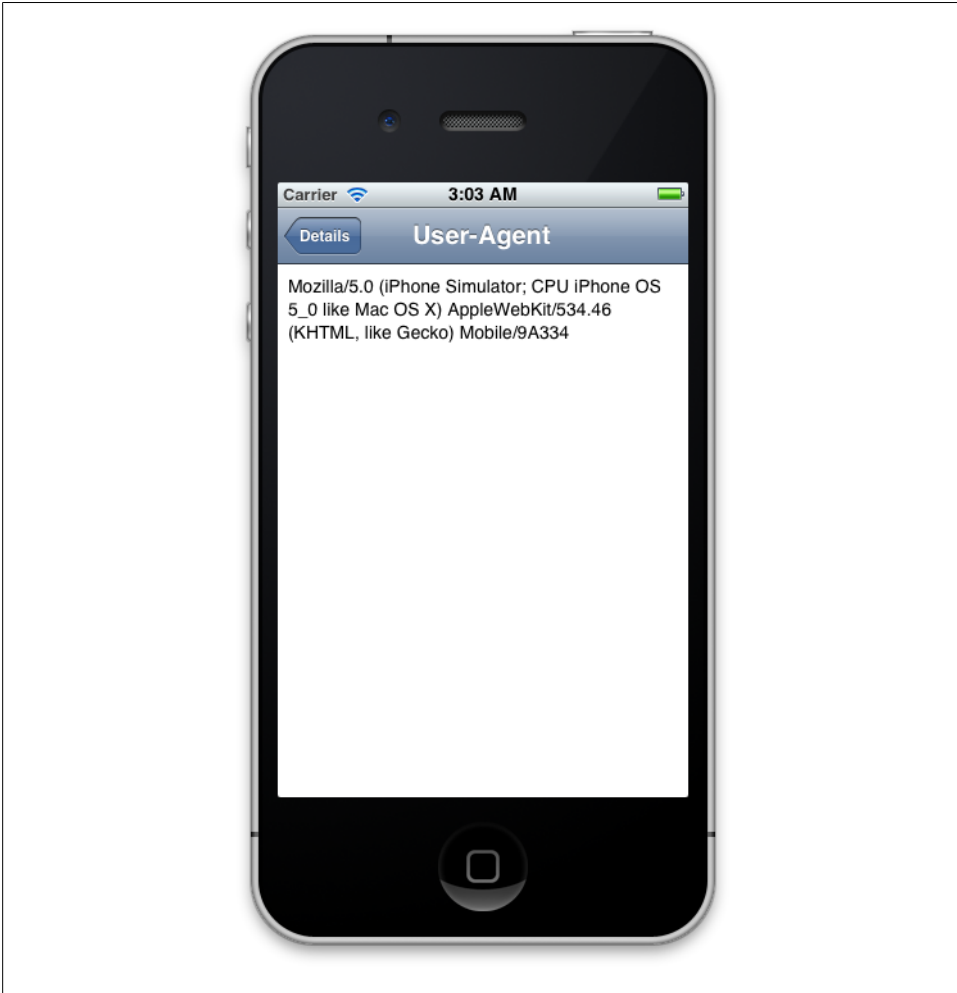 Carrier 3:03 AM
Details User-Agent
Mozilla/5.0 (iPhone Simulator; CPU iPhone OS
5_0 like Mac OS X) AppleWebKit/534.46
(KHTML, like Gecko) Mobile/9A334